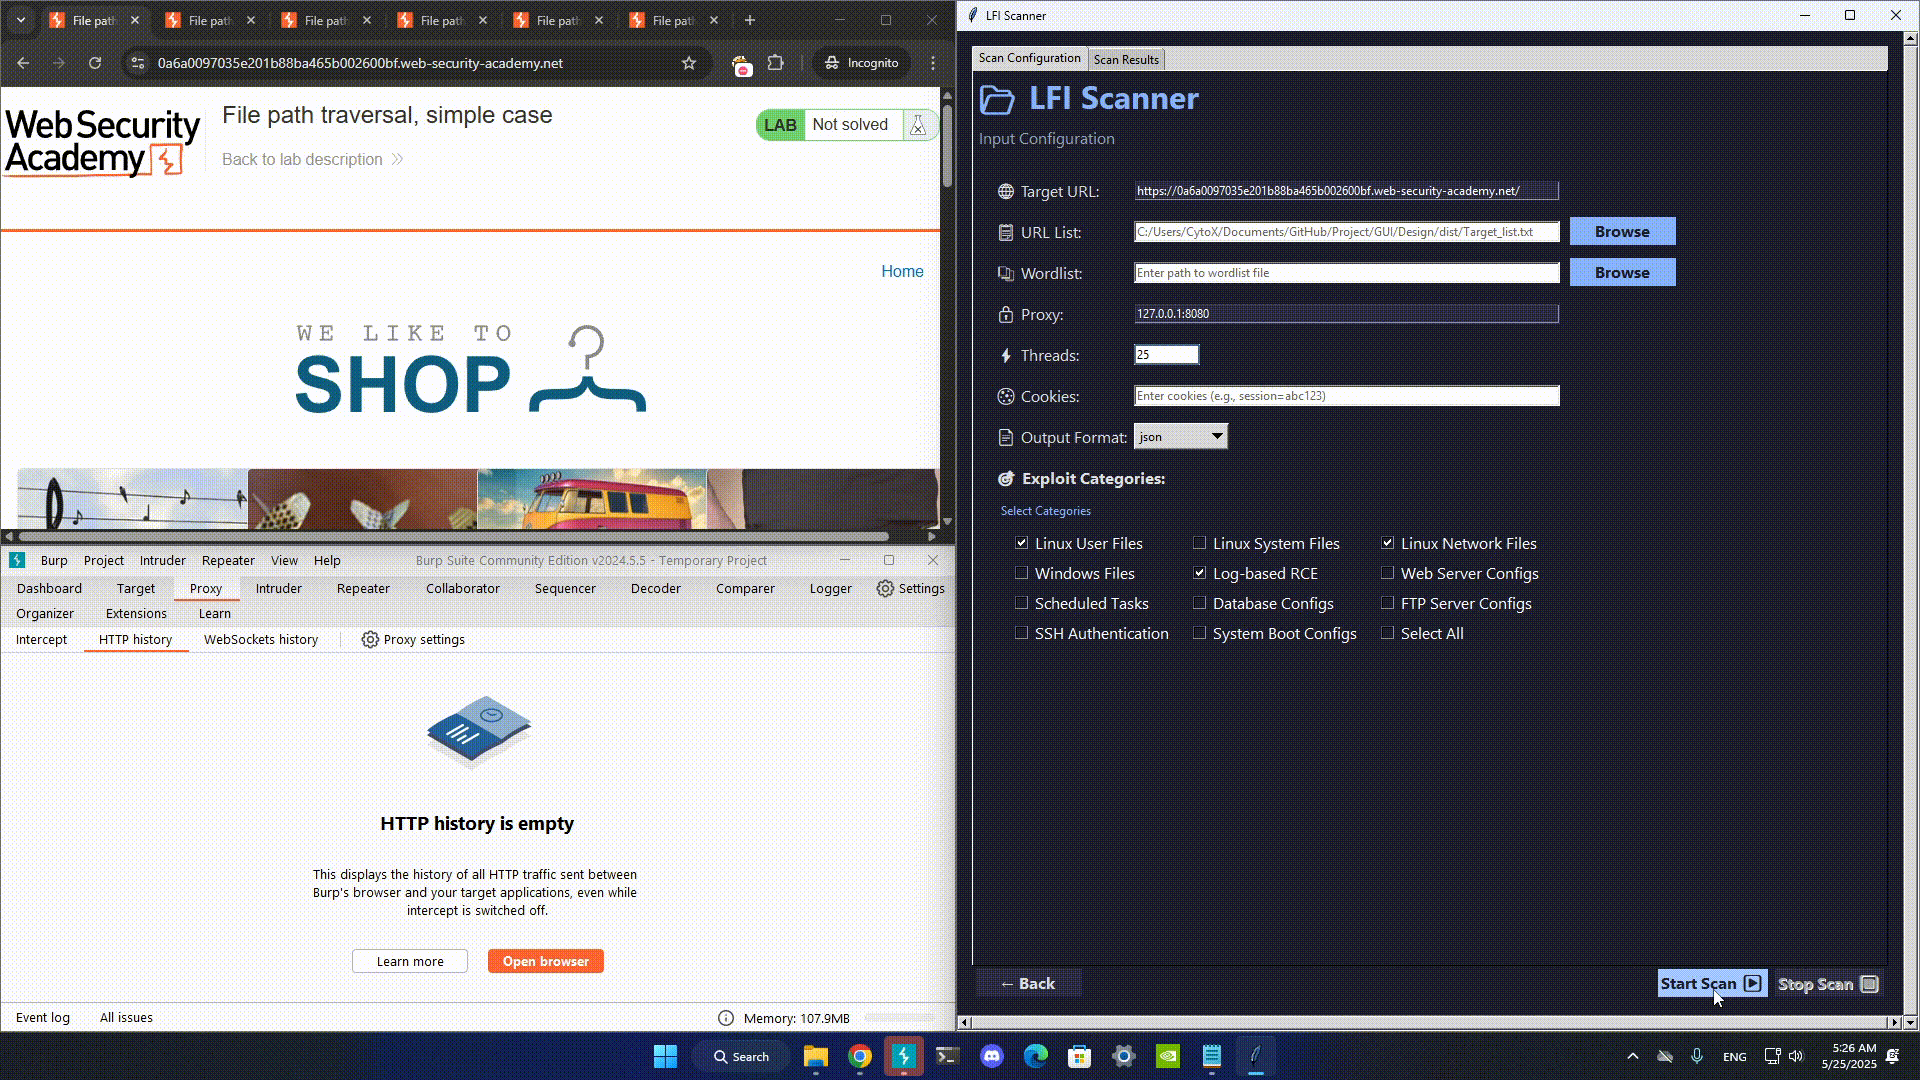 File path
File path
File path
File path
File path
File path
0a6a0097035e201b88ba465b002600bf.web-security-academy.net
Incognito
Web Security
Academy
File path traversal, simple case
Back to lab description
LAB
Not solved
Home
WE LIKE TO
SHOP
Burp
Project
Intruder
Repeater
View
Help
Burp Suite Community Edition v2024.5.5 - Temporary Project
Dashboard
Target
Proxy
Intruder
Repeater
Collaborator
Sequencer
Decoder
Comparer
Logger
Settings
Organizer
Extensions
Learn
Intercept
HTTP history
WebSockets history
Proxy settings
HTTP history is empty
This displays the history of all HTTP traffic sent between
Burp's browser and your target applications, even while
intercept is switched off.
Learn more
Open browser
Event log
All issues
Memory: 107.9MB
LFI Scanner
Scan Configuration
Scan Results
LFI Scanner
Input Configuration
Target URL:
https://0a6a0097035e201b88ba465b002600bf.web-security-academy.net/
URL List:
C:/Users/CytoX/Documents/GitHub/Project/GUI/Design/dist/Target_list.txt
Browse
Wordlist:
Enter path to wordlist file
Browse
Proxy:
127.0.0.1:8080
Threads:
25
Cookies:
Enter cookies (e.g., session=abc123)
Output Format:
json
Exploit Categories:
Select Categories
Linux User Files
Linux System Files
Linux Network Files
Windows Files
Log-based RCE
Web Server Configs
Scheduled Tasks
Database Configs
FTP Server Configs
SSH Authentication
System Boot Configs
Select All
← Back
Start Scan
Stop Scan
Search
ENG
5:26 AM
5/25/2025